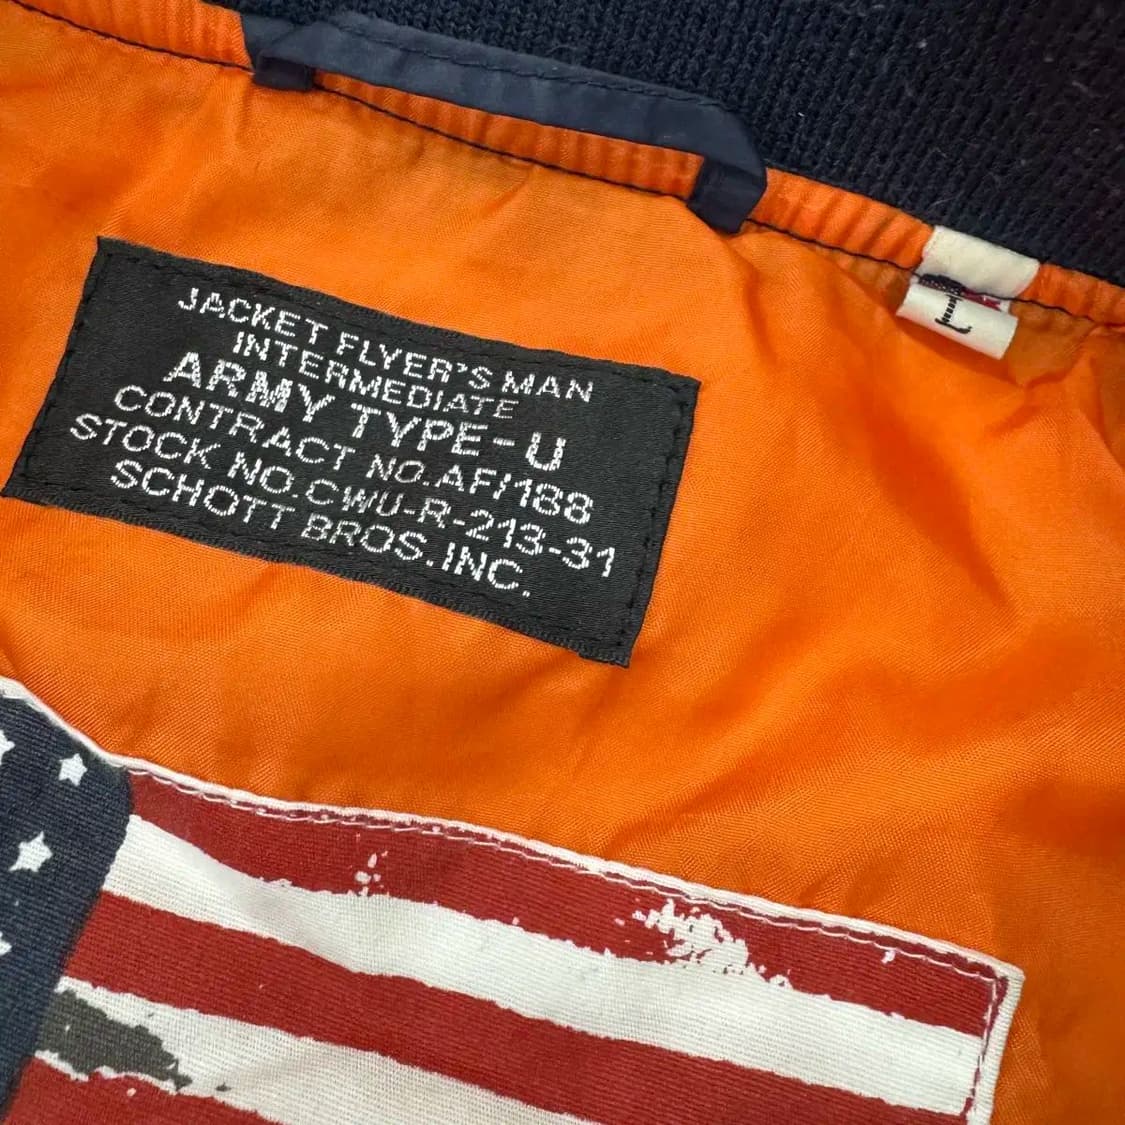 JACKET FLYER'S MAN
INTERMEDIATE
ARMY TYPE-U
CONTRACT NO.AF/188
STOCK NO.CWU-R-213-31
SCHOTT BROS.INC.
L